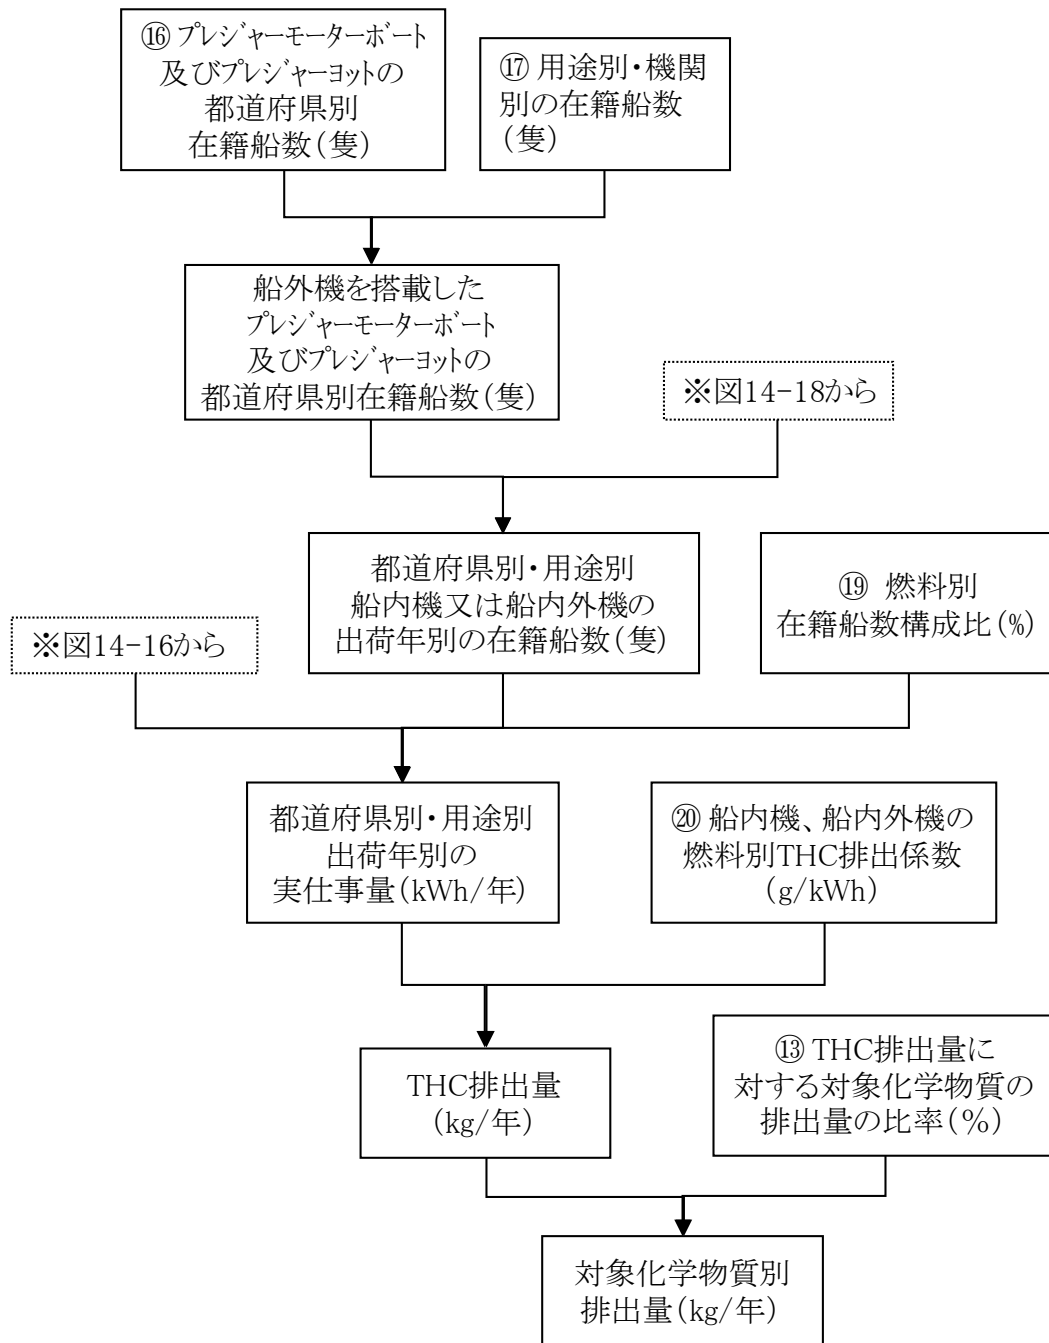 ⑯ プレジャーモーターボート
及びプレジャーヨットの
都道府県別
在籍船数(隻)
⑰ 用途別・機関
別の在籍船数
(隻)
船外機を搭載した
プレジャーモーターボート
及びプレジャーヨットの
都道府県別在籍船数(隻)
※図14-18から
都道府県別・用途別
船内機又は船内外機の
出荷年別の在籍船数(隻)
⑲ 燃料別
在籍船数構成比(%)
※図14-16から
都道府県別・用途別
出荷年別の
実仕事量(kWh/年)
⑳ 船内機、船内外機の
燃料別THC排出係数
(g/kWh)
THC排出量
(kg/年)
⑬ THC排出量に
対する対象化学物質の
排出量の比率(%)
対象化学物質別
排出量(kg/年)